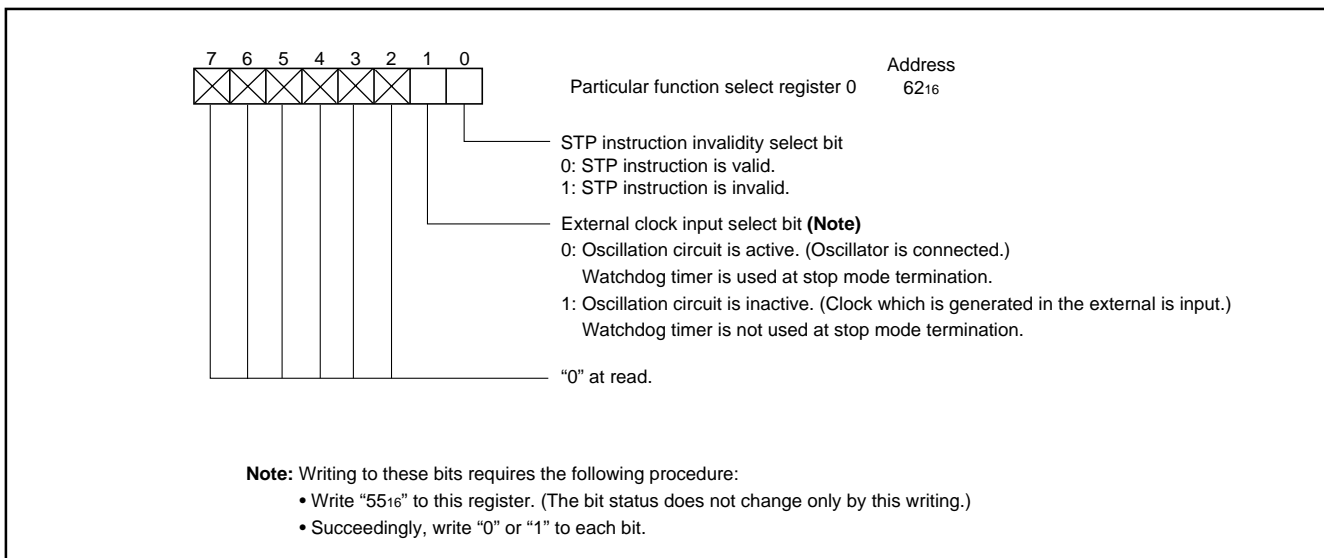 7 6 5 4 3 2 1 0
Address
Particular function select register 0 62₁₆
STP instruction invalidity select bit
0: STP instruction is valid.
1: STP instruction is invalid.
External clock input select bit (Note)
0: Oscillation circuit is active. (Oscillator is connected.)
Watchdog timer is used at stop mode termination.
1: Oscillation circuit is inactive. (Clock which is generated in the external is input.)
Watchdog timer is not used at stop mode termination.
“0” at read.
Note: Writing to these bits requires the following procedure:
• Write “55₁₆” to this register. (The bit status does not change only by this writing.)
• Succeedingly, write “0” or “1” to each bit.